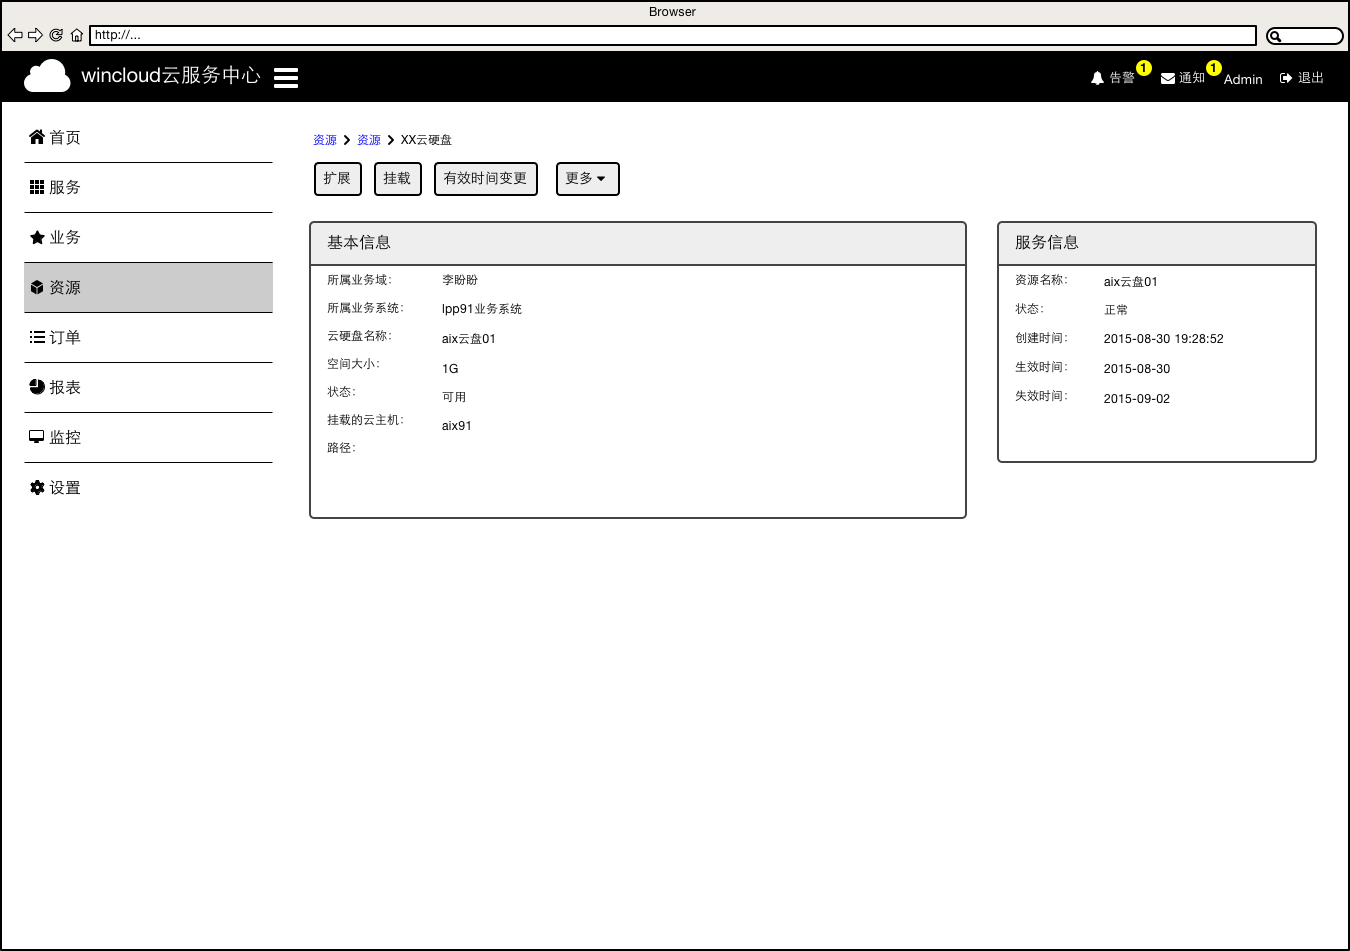 Browser
http://...
wincloud云服务中心
告警 1
通知 1
Admin
退出
首页
服务
业务
资源
订单
报表
监控
设置
资源 资源 XX云硬盘
扩展 挂载 有效时间变更 更多
基本信息
所属业务域： 李盼盼
所属业务系统： lpp91业务系统
云硬盘名称： aix云盘01
空间大小： 1G
状态： 可用
挂载的云主机： aix91
路径：
服务信息
资源名称： aix云盘01
状态： 正常
创建时间： 2015-08-30 19:28:52
生效时间： 2015-08-30
失效时间： 2015-09-02